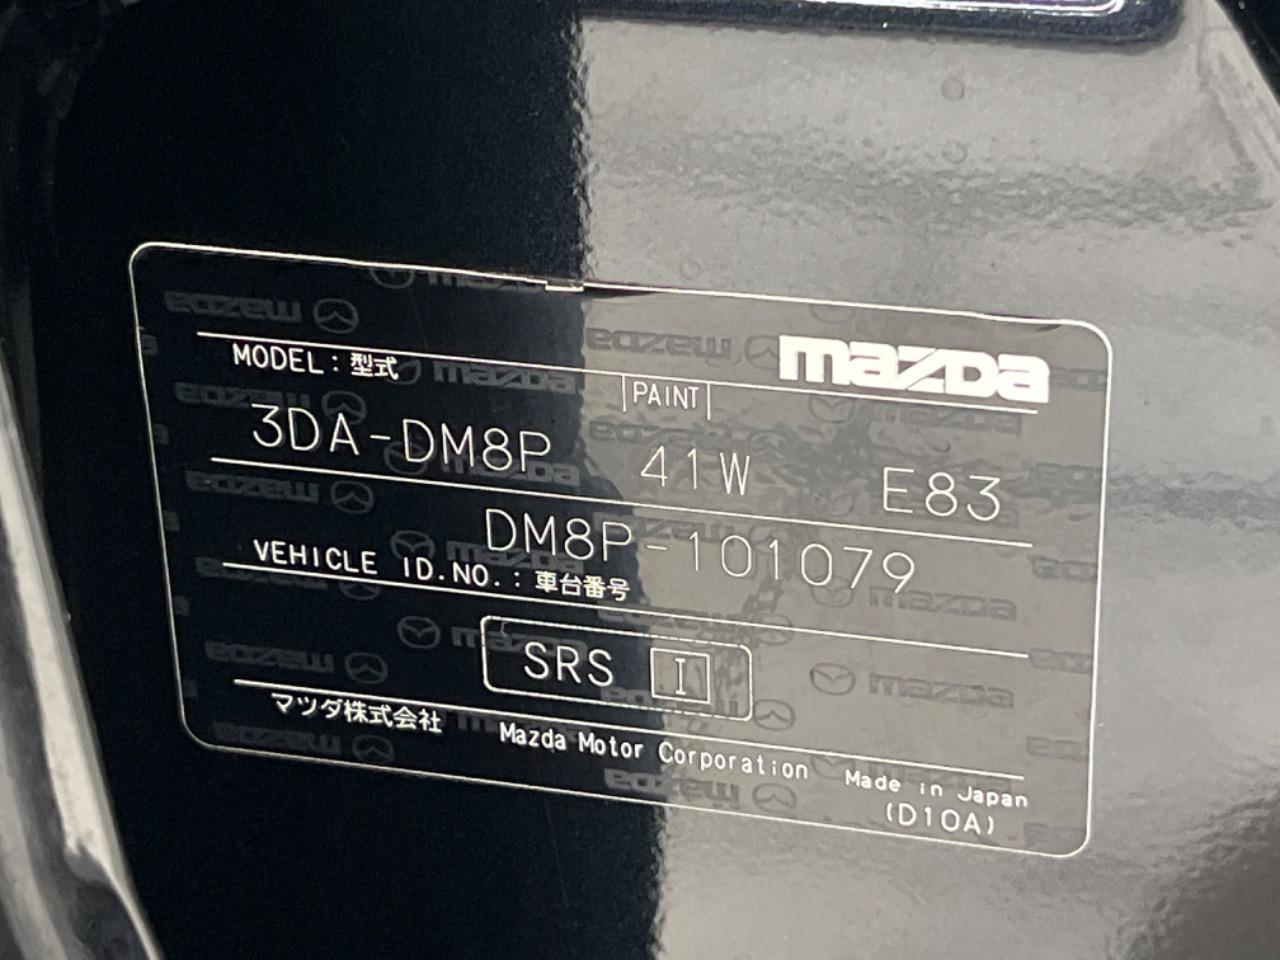 mazda
MODEL：型式
PAINT
3DA-DM8P 41W E83
DM8P-101079
VEHICLE ID.NO.：車台番号
SRS I
マツダ株式会社 Mazda Motor Corporation Made in Japan
(D10A)